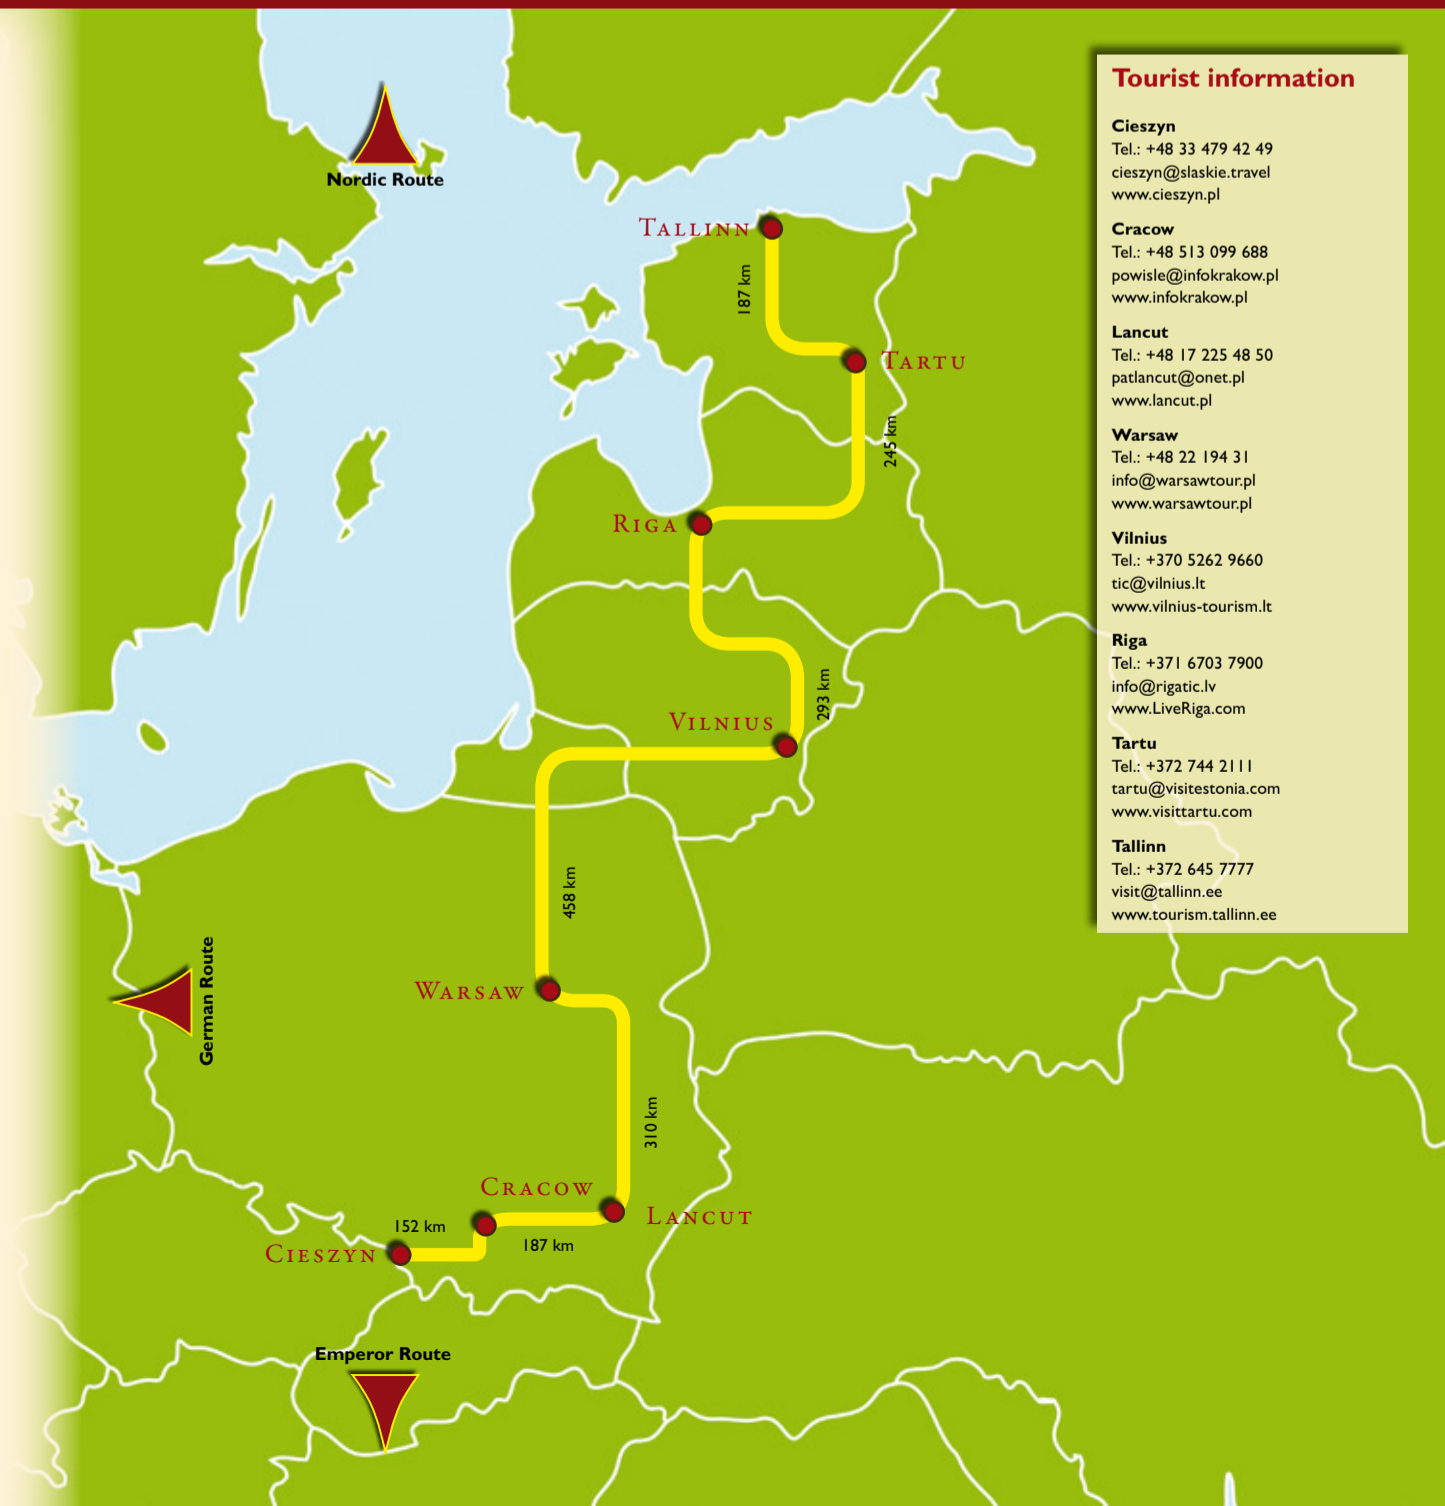 Nordic Route
TALLINN
187 km
TARTU
245 km
RIGA
293 km
VILNIUS
458 km
WARSAW
German Route
310 km
CRACOW
LANCUT
152 km
187 km
CIESZYN
Emperor Route
Tourist information
Cieszyn
Tel.: +48 33 479 42 49
cieszyn@slaskie.travel
www.cieszyn.pl
Cracow
Tel.: +48 513 099 688
powisle@infokrakow.pl
www.infokrakow.pl
Lancut
Tel.: +48 17 225 48 50
patlancut@onet.pl
www.lancut.pl
Warsaw
Tel.: +48 22 194 31
info@warsawtour.pl
www.warsawtour.pl
Vilnius
Tel.: +370 5262 9660
tic@vilnius.lt
www.vilnius-tourism.lt
Riga
Tel.: +371 6703 7900
info@rigatic.lv
www.LiveRiga.com
Tartu
Tel.: +372 744 2111
tartu@visitestonia.com
www.visittartu.com
Tallinn
Tel.: +372 645 7777
visit@tallinn.ee
www.tourism.tallinn.ee